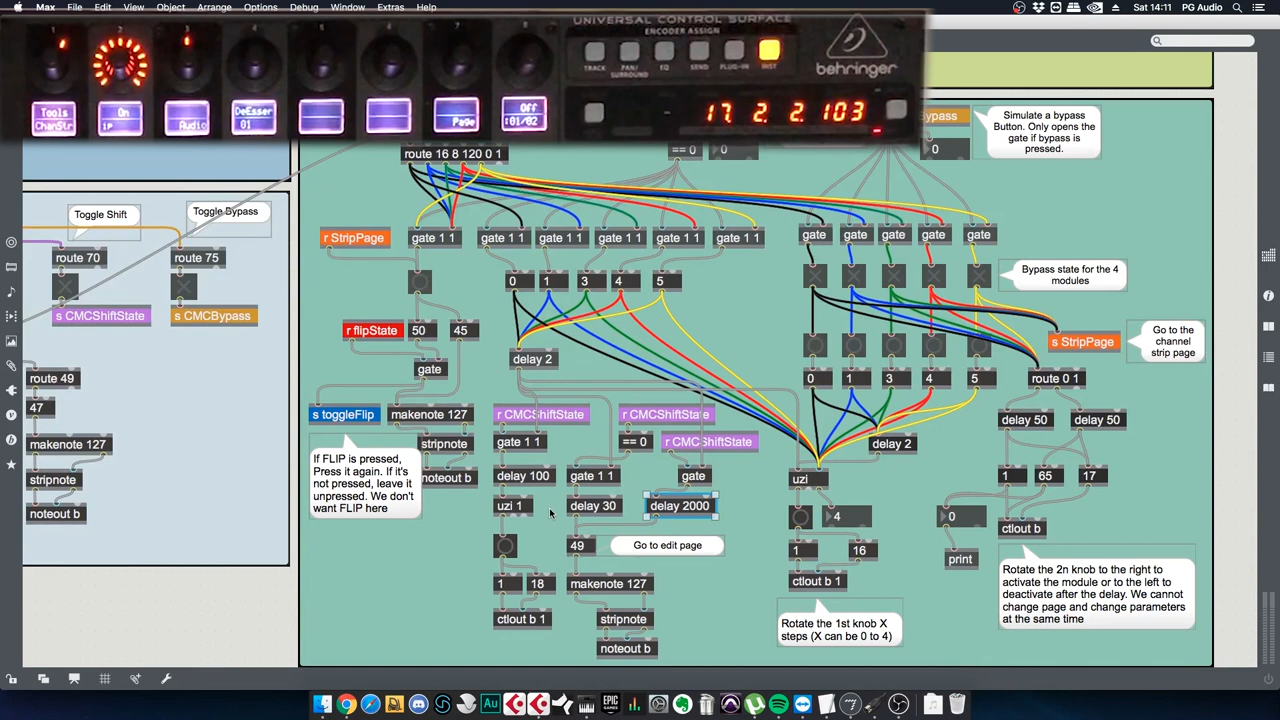 Max File Edit View Object Arrange Options Debug Window Extras Help Sat 14:11 PG Audio
UNIVERSAL CONTROL SURFACE
ENCODER ASSIGN
TRACK PAN/SURROUND EQ SEND PLUG-IN INST
behringer
1 2 3 4 5 6 7 8
Tools ChanStr
On iP
Audio
DeEsser 01
Page
Off :01/02
17. 2. 2. 103
Bypass
0
Simulate a bypass
Button. Only opens
the gate if bypass is
pressed.
route 16 8 120 0 1
== 0
0
Toggle Shift
Toggle Bypass
route 70
route 75
s CMCShiftState
s CMCBypass
r StripPage
gate 1 1
gate 1 1
gate 1 1
gate 1 1
gate 1 1
gate 1 1
gate
gate
gate
gate
gate
0 1 3 4 5
Bypass state for the 4
modules
r flipState
50
45
s StripPage
Go to the
channel
strip page
gate
delay 2
0 1 3 4 5
route 0 1
route 49
47
makenote 127
stripnote
noteout b
s toggleFlip
makenote 127
stripnote
noteout b
If FLIP is pressed,
Press it again. If it's
not pressed, leave it
unpressed. We don't
want FLIP here
r CMCShiftState
r CMCShiftState
gate 1 1
== 0
r CMCShiftState
delay 2
delay 50
delay 50
delay 100
gate 1 1
gate
uzi
1
65
17
uzi 1
delay 30
delay 2000
4
0
ctlout b
49
Go to edit page
1
16
print
1
18
makenote 127
ctlout b 1
ctlout b 1
stripnote
noteout b
Rotate the 1st knob X
steps (X can be 0 to 4)
Rotate the 2n knob to the right to
activate the module or to the left to
deactivate after the delay. We cannot
change page and change parameters
at the same time
Au
EPIC
GAMES